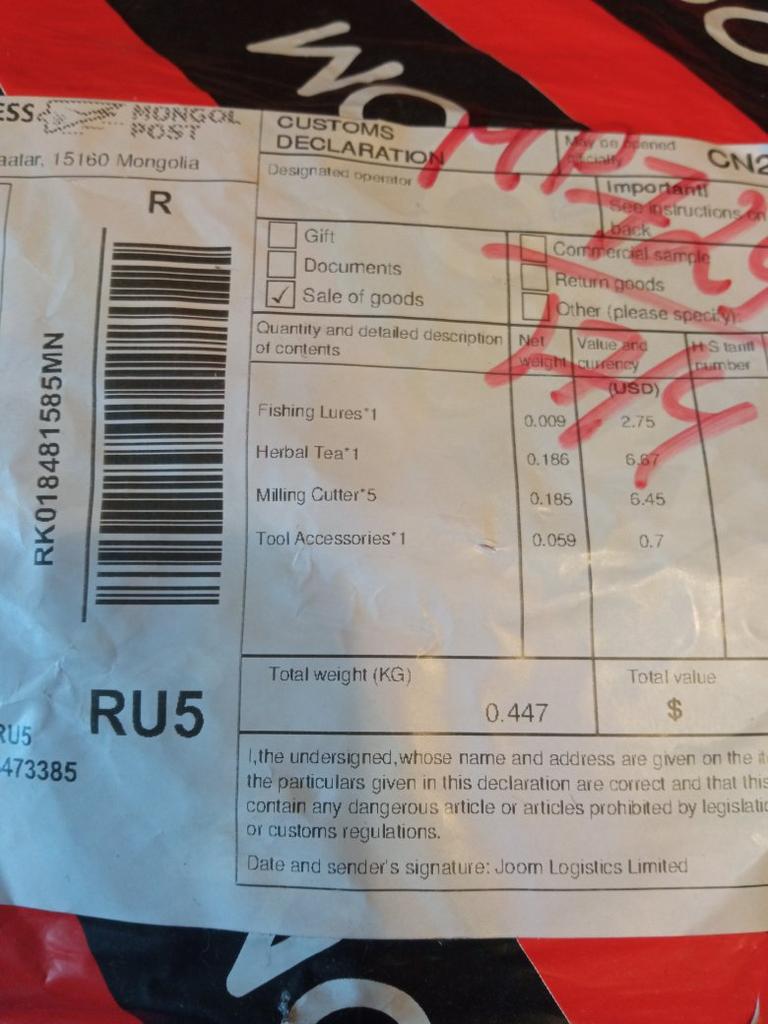 WO
ESS MONGOL POST
aatar, 15160 Mongolia
R
RK018481585MN
RU5
RU5
473385
CUSTOMS
DECLARATION
May be opened
officially
CN2
Designated operator
Important!
See instructions on
back
Gift
Commercial sample
Documents
Return goods
✓ Sale of goods
Other (please specify):
Quantity and detailed description
of contents
Net
weight
Value and
currency
(USD)
H S tariff
number
Fishing Lures*1 0.009 2.75
Herbal Tea*1 0.186 6.67
Milling Cutter*5 0.185 6.45
Tool Accessories*1 0.059 0.7
Total weight (KG) Total value
0.447 $
I,the undersigned,whose name and address are given on the
the particulars given in this declaration are correct and that this
contain any dangerous article or articles prohibited by
or customs regulations.
Date and sender's signature: Joom Logistics Limited